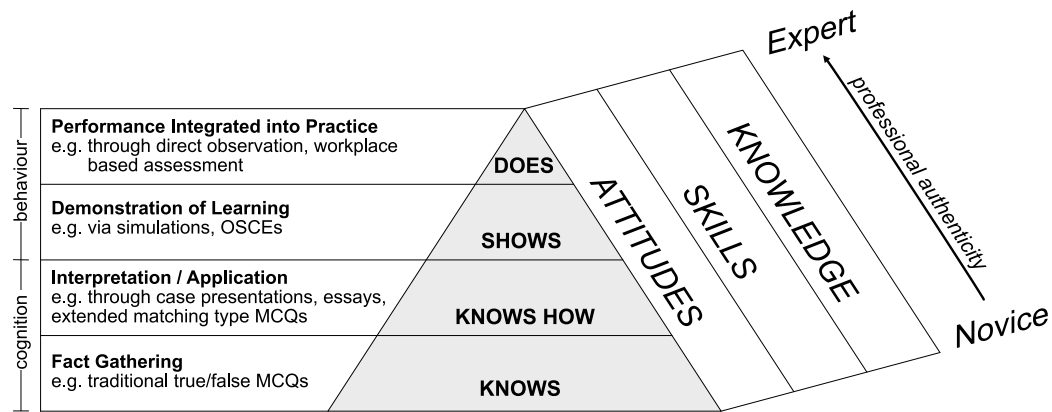 Expert
professional authenticity
Novice
behaviour
cognition
Performance Integrated into Practice
e.g. through direct observation, workplace
based assessment
DOES
Demonstration of Learning
e.g. via simulations, OSCEs
SHOWS
Interpretation / Application
e.g. through case presentations, essays,
extended matching type MCQs
KNOWS HOW
Fact Gathering
e.g. traditional true/false MCQs
KNOWS
ATTITUDES
SKILLS
KNOWLEDGE